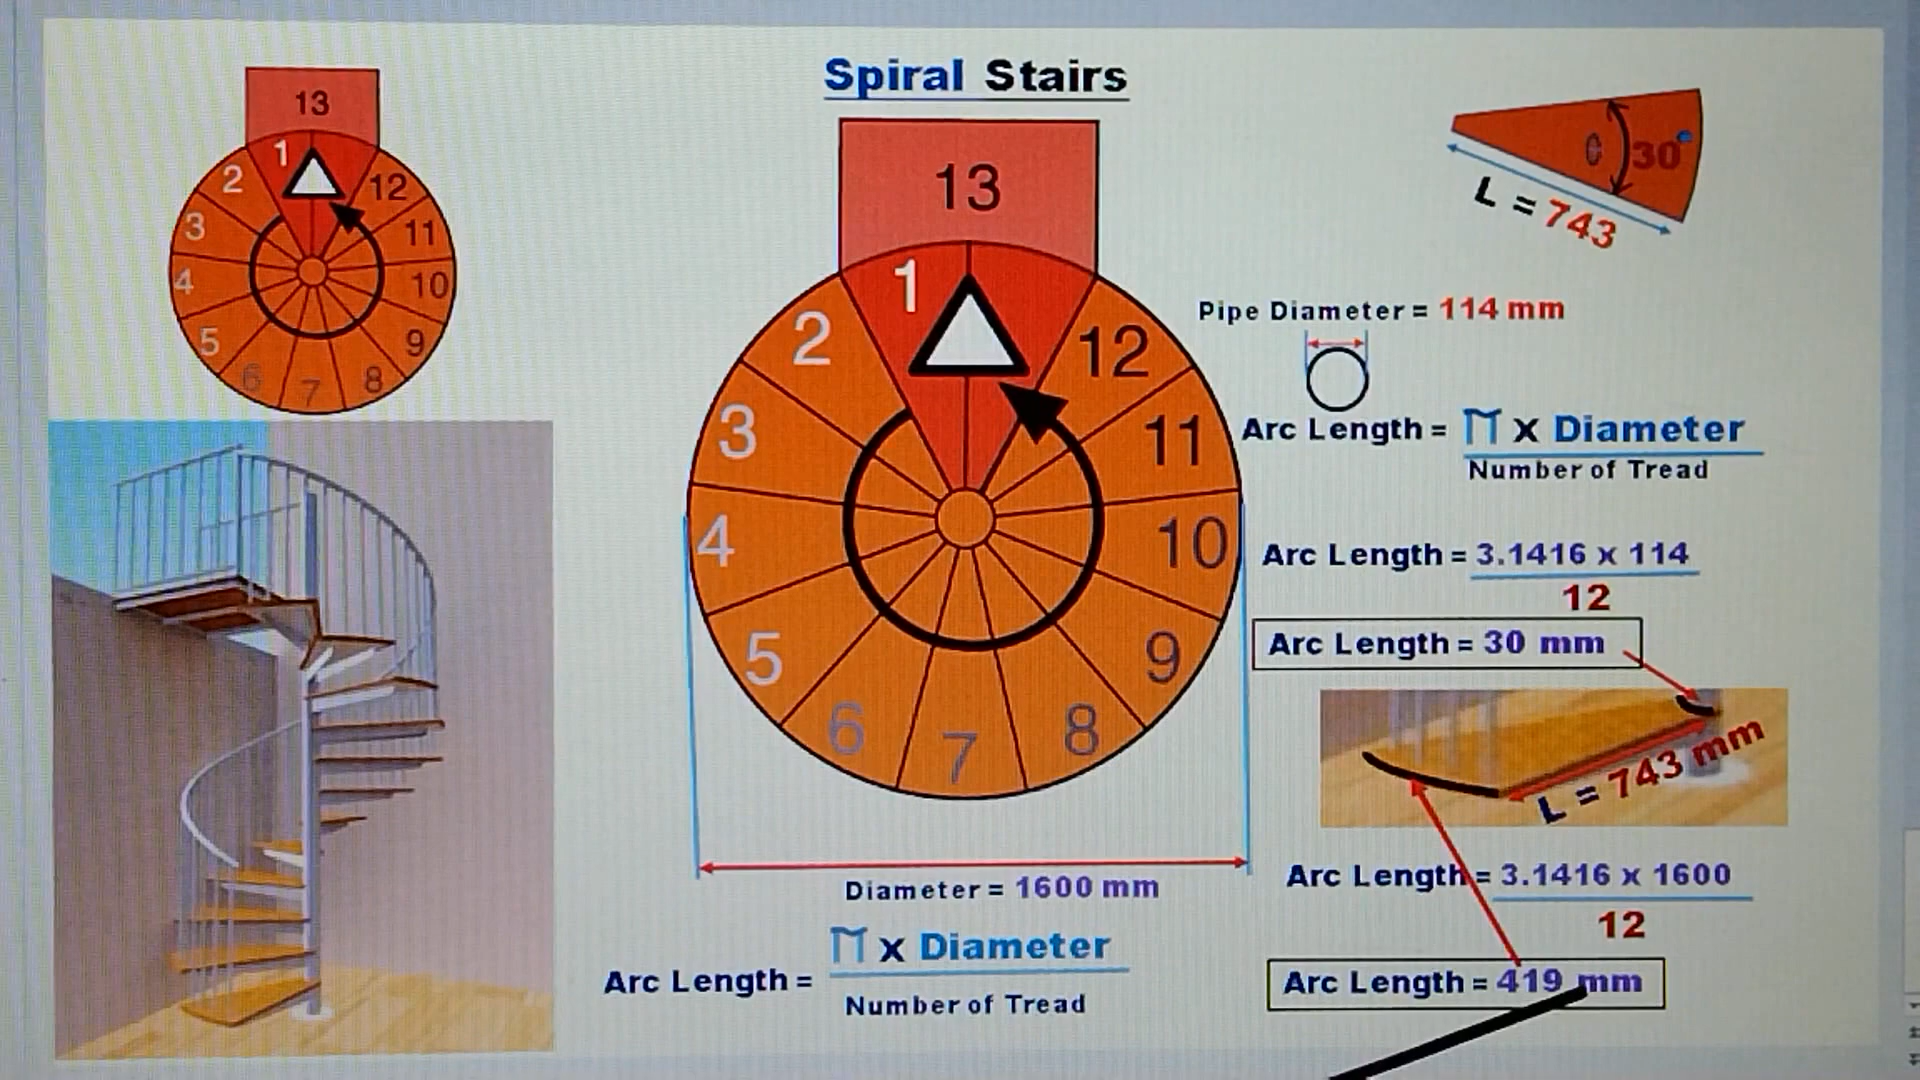 Spiral Stairs
13
1
2
3
4
5
6
7
8
9
10
11
12
13
1
2
3
4
5
6
7
8
9
10
11
12
30°
L = 743
Pipe Diameter = 114 mm
Arc Length = Π x Diameter
Number of Tread
Arc Length = 3.1416 x 114
12
Arc Length = 30 mm
L = 743 mm
Diameter = 1600 mm
Arc Length = Π x Diameter
Number of Tread
Arc Length = 3.1416 x 1600
12
Arc Length = 419 mm